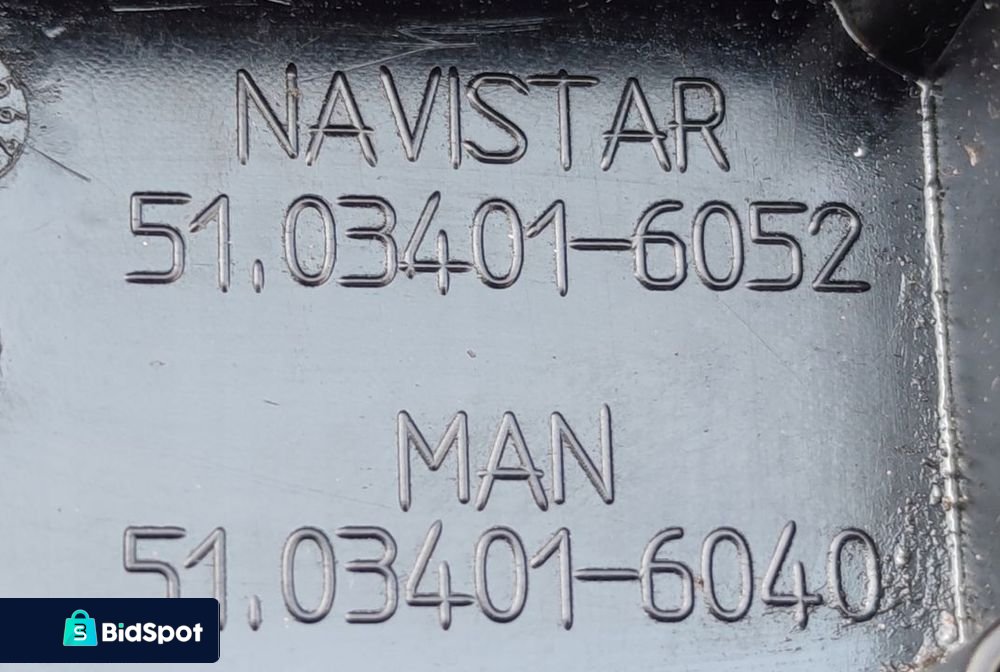 NAVISTAR
51.03401-6052
MAN
51.03401-6040
BidSpot